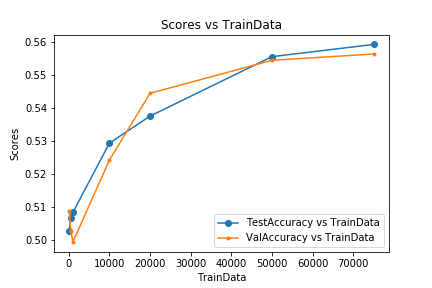 Scores vs TrainData
0.56
0.55
0.54
0.53
0.52
0.51
0.50
Scores
TestAccuracy vs TrainData
ValAccuracy vs TrainData
0 10000 20000 30000 40000 50000 60000 70000
TrainData